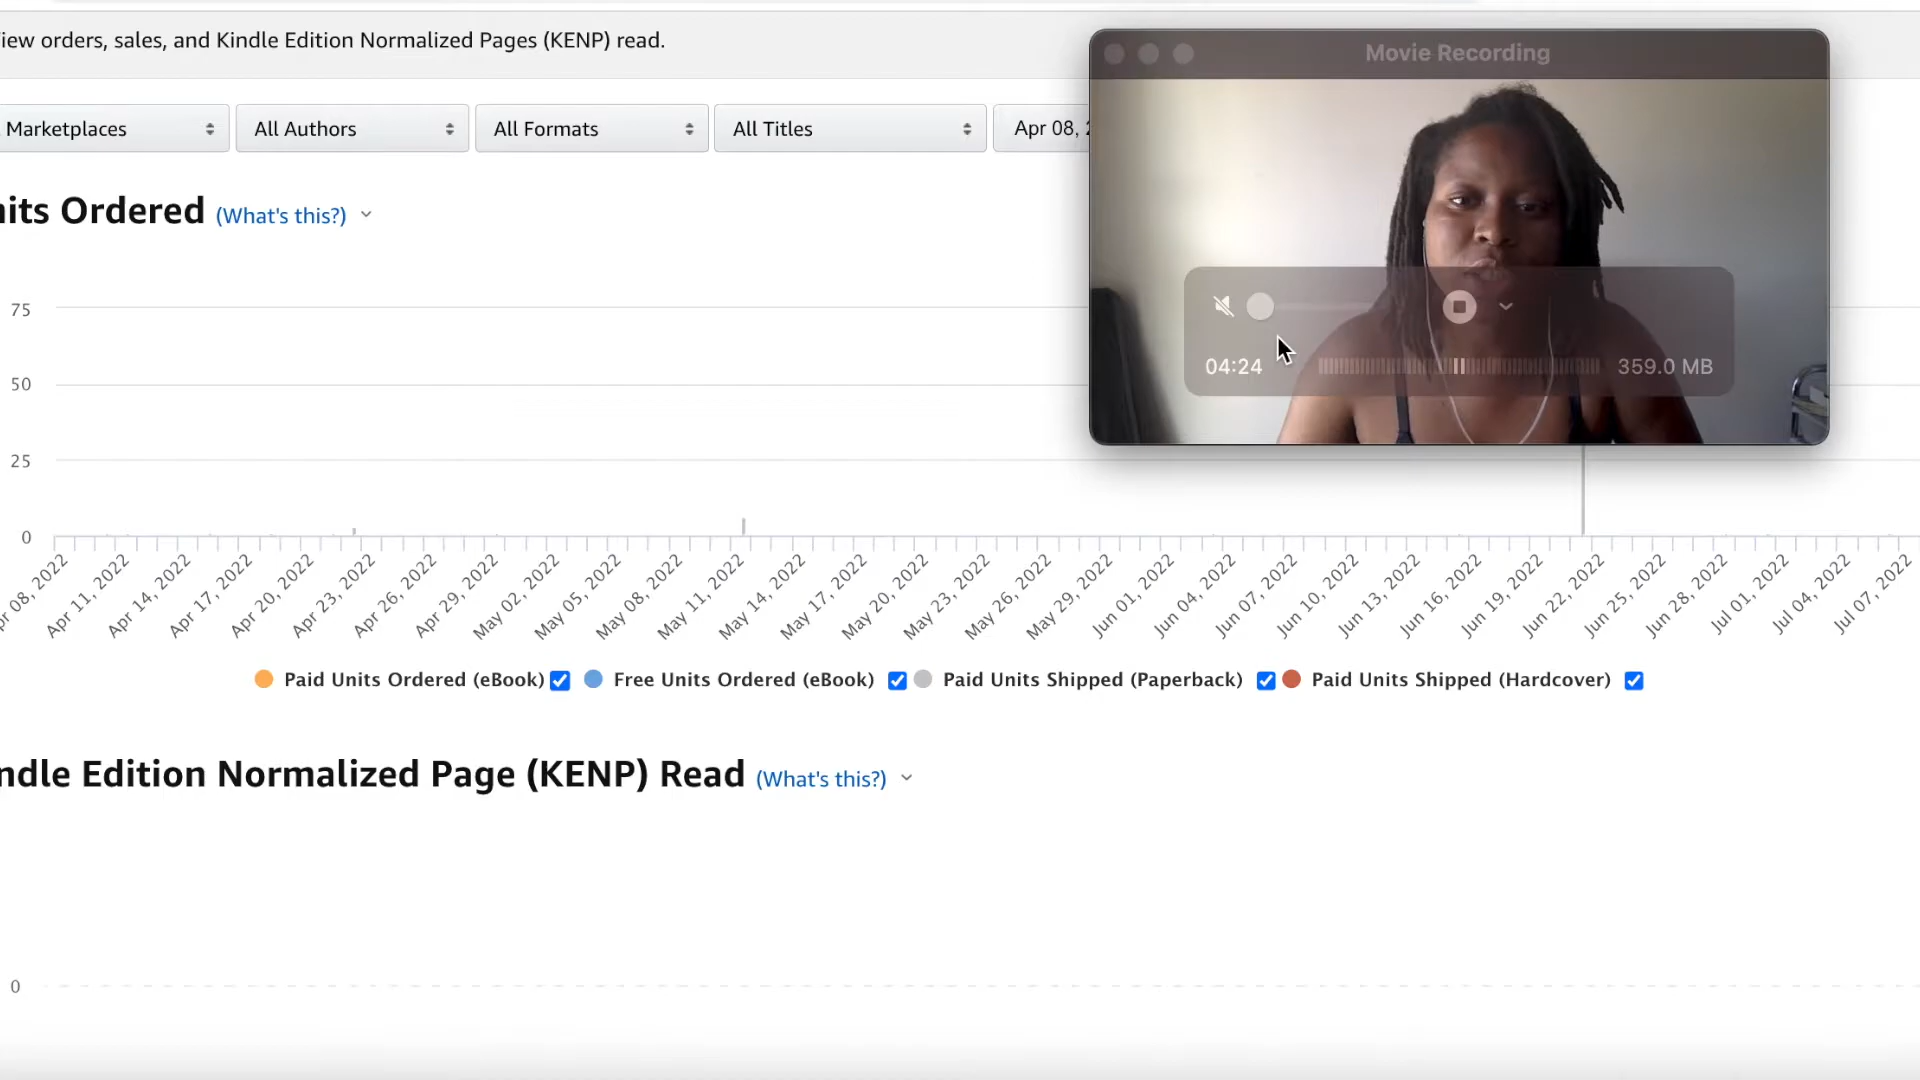 iew orders, sales, and Kindle Edition Normalized Pages (KENP) read.
Movie Recording
Marketplaces
All Authors
All Formats
All Titles
Apr 08, 2
its Ordered (What's this?)
04:24
359.0 MB
75
50
25
0
r 08, 2022
Apr 11, 2022
Apr 14, 2022
Apr 17, 2022
Apr 20, 2022
Apr 23, 2022
Apr 26, 2022
Apr 29, 2022
May 02, 2022
May 05, 2022
May 08, 2022
May 11, 2022
May 14, 2022
May 17, 2022
May 20, 2022
May 23, 2022
May 26, 2022
May 29, 2022
Jun 01, 2022
Jun 04, 2022
Jun 07, 2022
Jun 10, 2022
Jun 13, 2022
Jun 16, 2022
Jun 19, 2022
Jun 22, 2022
Jun 25, 2022
Jun 28, 2022
Jul 01, 2022
Jul 04, 2022
Jul 07, 2022
Paid Units Ordered (eBook) Free Units Ordered (eBook) Paid Units Shipped (Paperback) Paid Units Shipped (Hardcover)
ndle Edition Normalized Page (KENP) Read (What's this?)
0